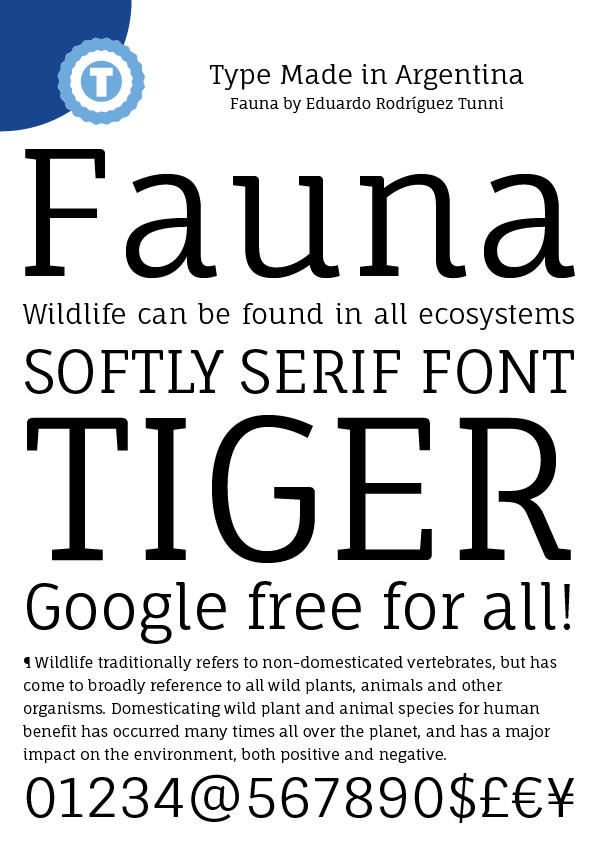 T
Type Made in Argentina
Fauna by Eduardo Rodríguez Tunni
Fauna
Wildlife can be found in all ecosystems
SOFTLY SERIF FONT
TIGER
Google free for all!
¶ Wildlife traditionally refers to non-domesticated vertebrates, but has
come to broadly reference to all wild plants, animals and other
organisms. Domesticating wild plant and animal species for human
benefit has occurred many times all over the planet, and has a major
impact on the environment, both positive and negative.
01234@567890$£€¥